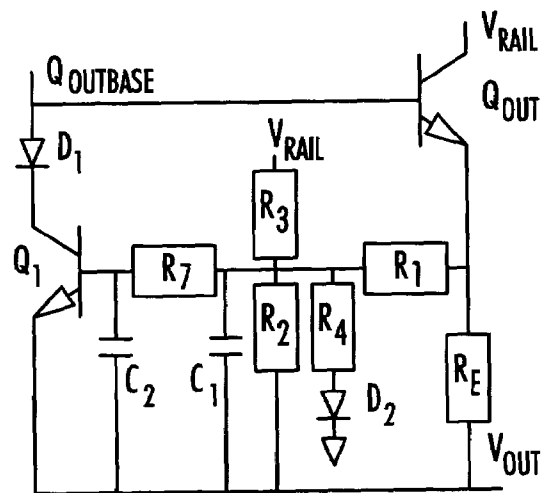 V_RAIL
Q_OUTBASE
Q_OUT
D_1
V_RAIL
R_3
Q_1
R_7
R_1
R_2
R_4
R_E
C_2
C_1
D_2
V_OUT